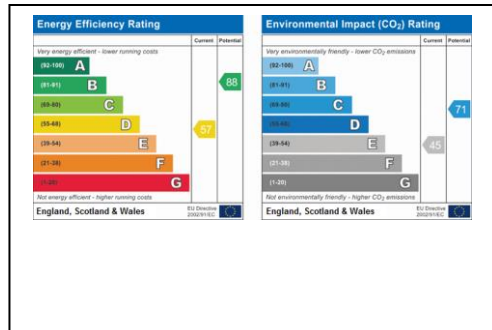 Energy Efficiency Rating
Current Potential
Very energy efficient - lower running costs
(92-100) A
(81-91) B
(69-80) C
(55-68) D
(39-54) E
(21-38) F
(1-20) G
57
88
Not energy efficient - higher running costs
England, Scotland & Wales
EU Directive
2002/91/EC
Environmental Impact (CO₂) Rating
Current Potential
Very environmentally friendly - lower CO₂ emissions
(92-100) A
(81-91) B
(69-80) C
(55-68) D
(39-54) E
(21-38) F
(1-20) G
45
71
Not environmentally friendly - higher CO₂ emissions
England, Scotland & Wales
EU Directive
2002/91/EC